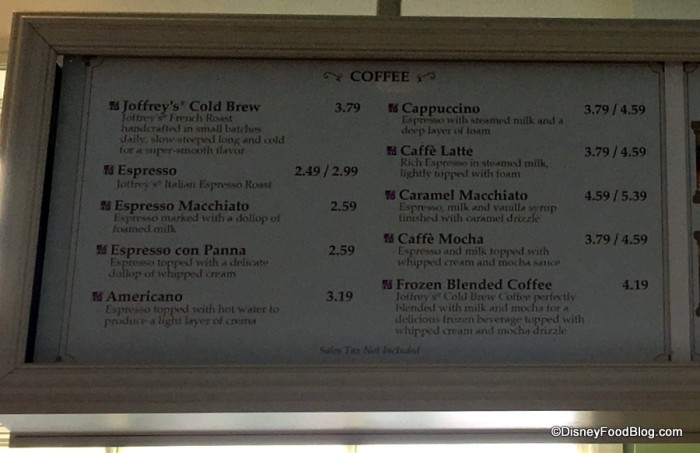 COFFEE
Joffrey's® Cold Brew 3.79
Joffrey's® French Roast
handcrafted in small batches
daily, slow-steeped long and cold
for a super-smooth flavor
Espresso 2.49 / 2.99
Joffrey's® Italian Espresso Roast
Espresso Macchiato 2.59
Espresso marked with a dollop of
foamed milk
Espresso con Panna 2.59
Espresso topped with a delicate
dollop of whipped cream
Americano 3.19
Espresso topped with hot water to
produce a light layer of crema
Cappuccino 3.79 / 4.59
Espresso with steamed milk and a
deep layer of foam
Caffè Latte 3.79 / 4.59
Rich Espresso in steamed milk,
lightly topped with foam
Caramel Macchiato 4.59 / 5.39
Espresso, milk and vanilla syrup
finished with caramel drizzle
Caffè Mocha 3.79 / 4.59
Espresso and milk topped with
whipped cream and mocha sauce
Frozen Blended Coffee 4.19
Joffrey's® Cold Brew Coffee perfectly
blended with milk and mocha for a
delicious frozen beverage topped with
whipped cream and mocha drizzle
Sales Tax Not Included
©DisneyFoodBlog.com